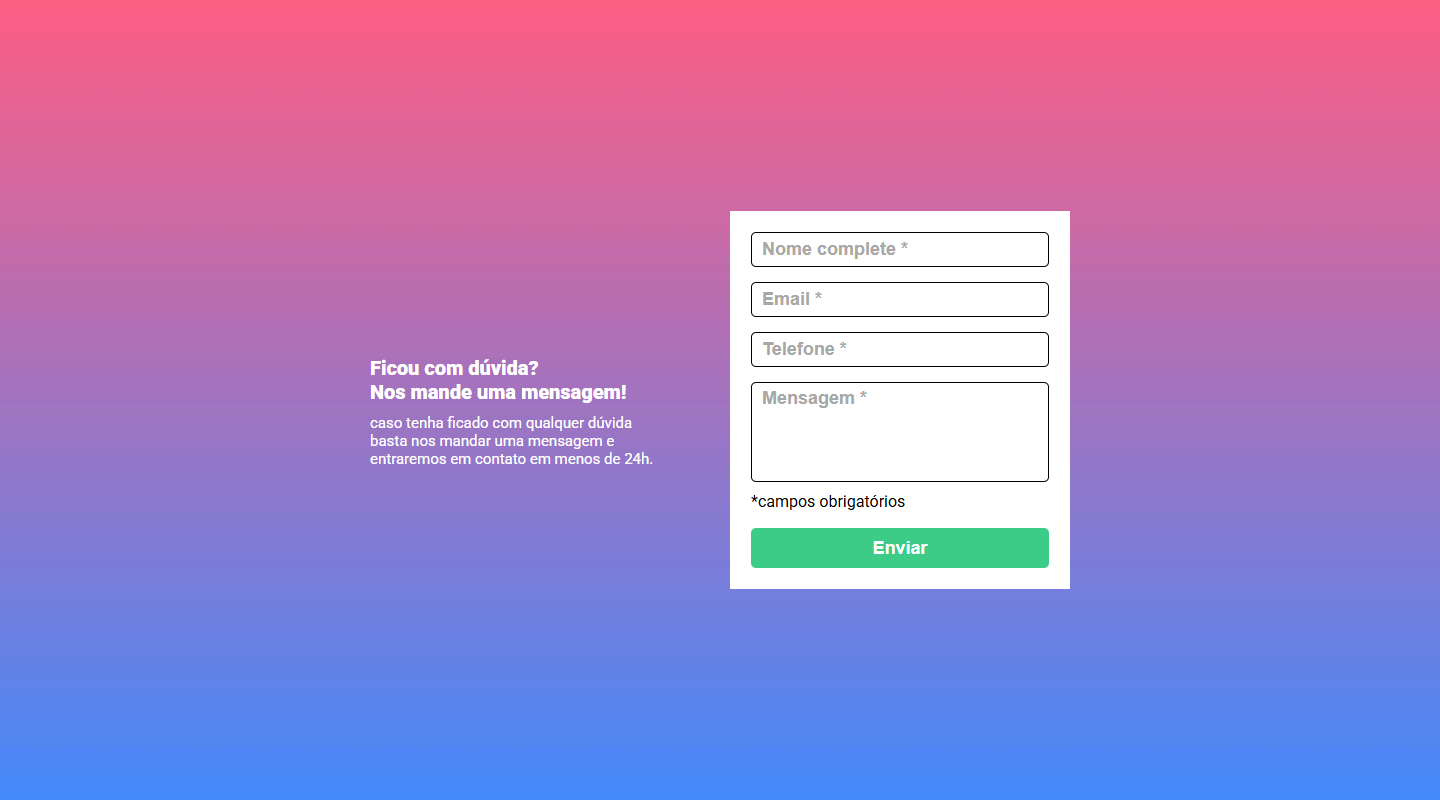 Ficou com dúvida?
Nos mande uma mensagem!
caso tenha ficado com qualquer dúvida
basta nos mandar uma mensagem e
entraremos em contato em menos de 24h.
Nome complete *
Email *
Telefone *
Mensagem *
*campos obrigatórios
Enviar